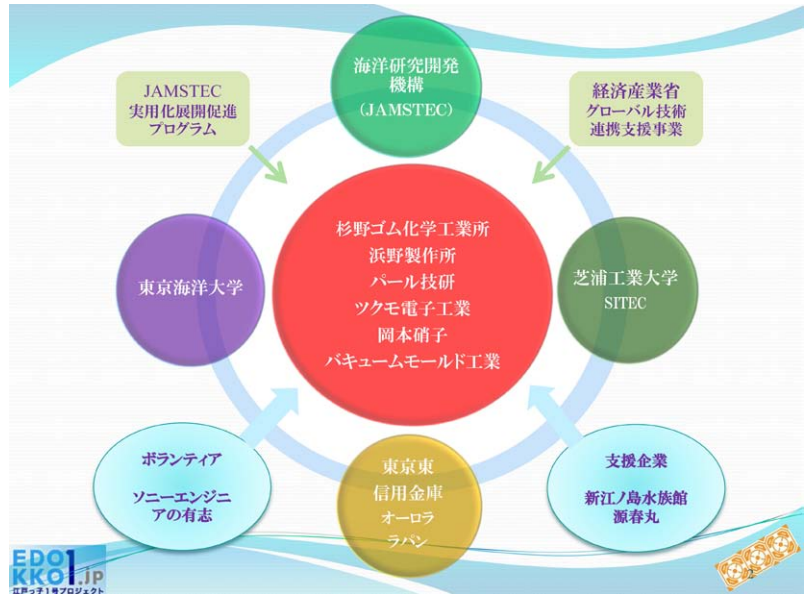 海洋研究開発
機構
(JAMSTEC)
JAMSTEC
実用化展開促進
プログラム
経済産業省
グローバル技術
連携支援事業
杉野ゴム化学工業所
浜野製作所
パール技研
ツクモ電子工業
岡本硝子
バキュームモールド工業
東京海洋大学
芝浦工業大学
SITEC
ボランティア
ソニーエンジニ
アの有志
東京東
信用金庫
オーロラ
ラパン
支援企業
新江ノ島水族館
源春丸
EDO
KKO1.JP
江戸っ子1号プロジェクト
2